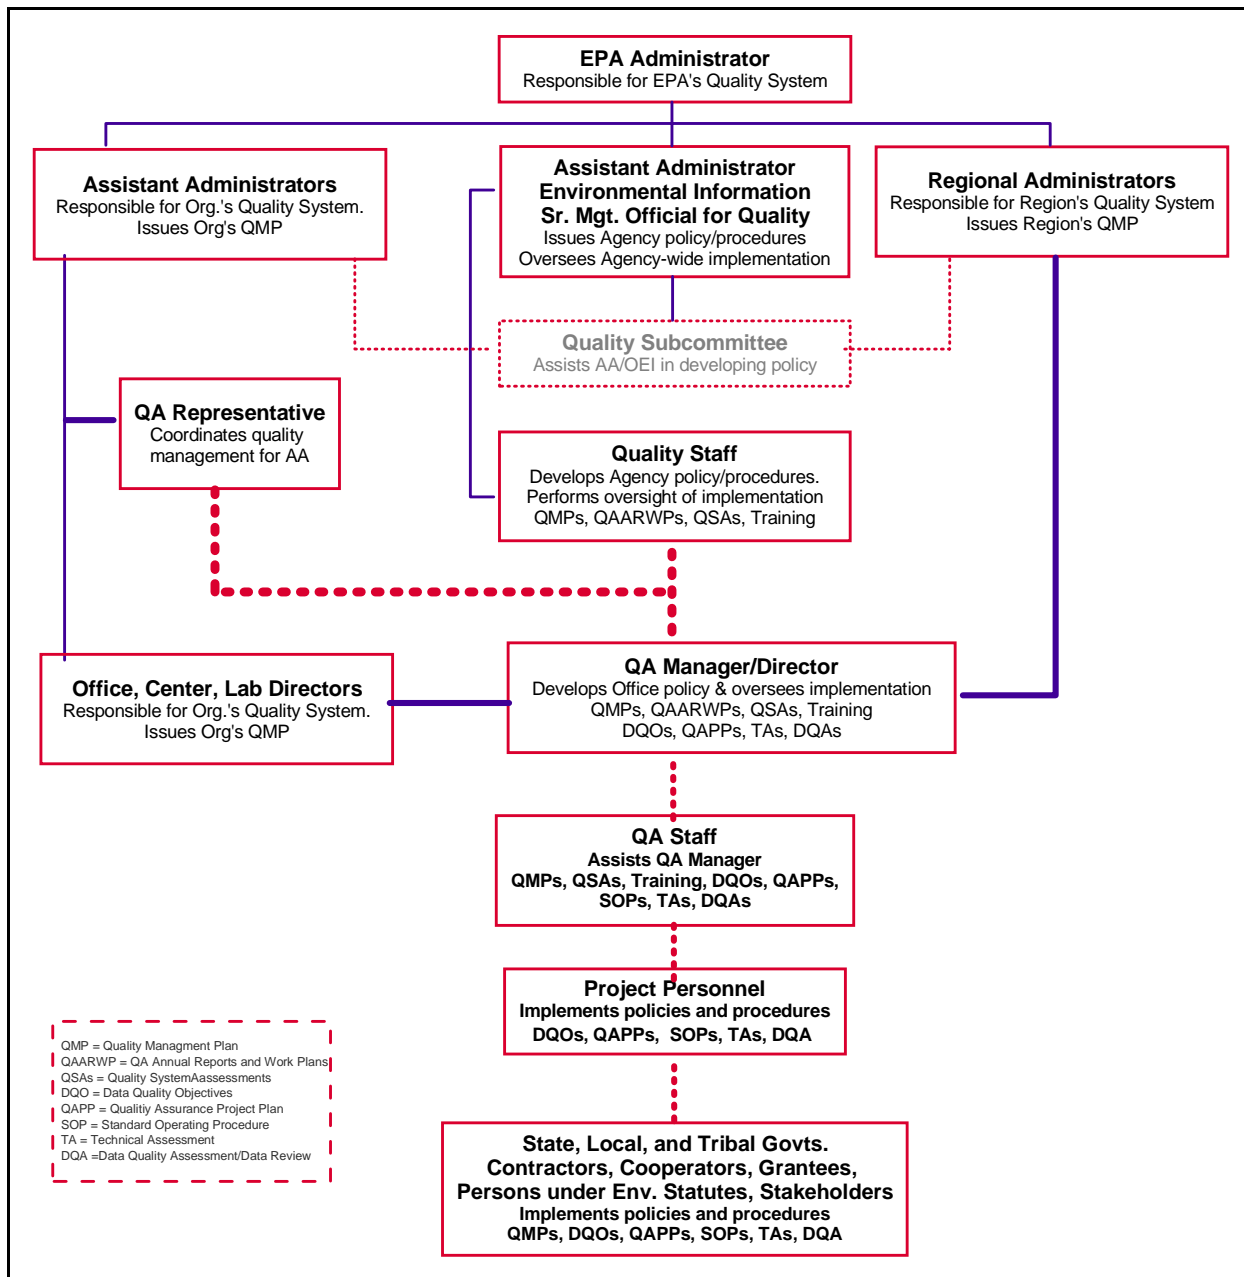 EPA Administrator
Responsible for EPA's Quality System
Assistant Administrators
Responsible for Org.'s Quality System.
Issues Org's QMP
Assistant Administrator
Environmental Information
Sr. Mgt. Official for Quality
Issues Agency policy/procedures
Oversees Agency-wide implementation
Regional Administrators
Responsible for Region's Quality System
Issues Region's QMP
Quality Subcommittee
Assists AA/OEI in developing policy
QA Representative
Coordinates quality
management for AA
Quality Staff
Develops Agency policy/procedures.
Performs oversight of implementation
QMPs, QAARWPs, QSAs, Training
Office, Center, Lab Directors
Responsible for Org.'s Quality System.
Issues Org's QMP
QA Manager/Director
Develops Office policy & oversees implementation
QMPs, QAARWPs, QSAs, Training
DQOs, QAPPs, TAs, DQAs
QA Staff
Assists QA Manager
QMPs, QSAs, Training, DQOs, QAPPs,
SOPs, TAs, DQAs
Project Personnel
Implements policies and procedures
DQOs, QAPPs, SOPs, TAs, DQA
QMP = Quality Managment Plan
QAARWP = QA Annual Reports and Work Plans
QSAs = Quality SystemAassessments
DQO = Data Quality Objectives
QAPP = Qualitiy Assurance Project Plan
SOP = Standard Operating Procedure
TA = Technical Assessment
DQA =Data Quality Assessment/Data Review
State, Local, and Tribal Govts.
Contractors, Cooperators, Grantees,
Persons under Env. Statutes, Stakeholders
Implements policies and procedures
QMPs, DQOs, QAPPs, SOPs, TAs, DQA